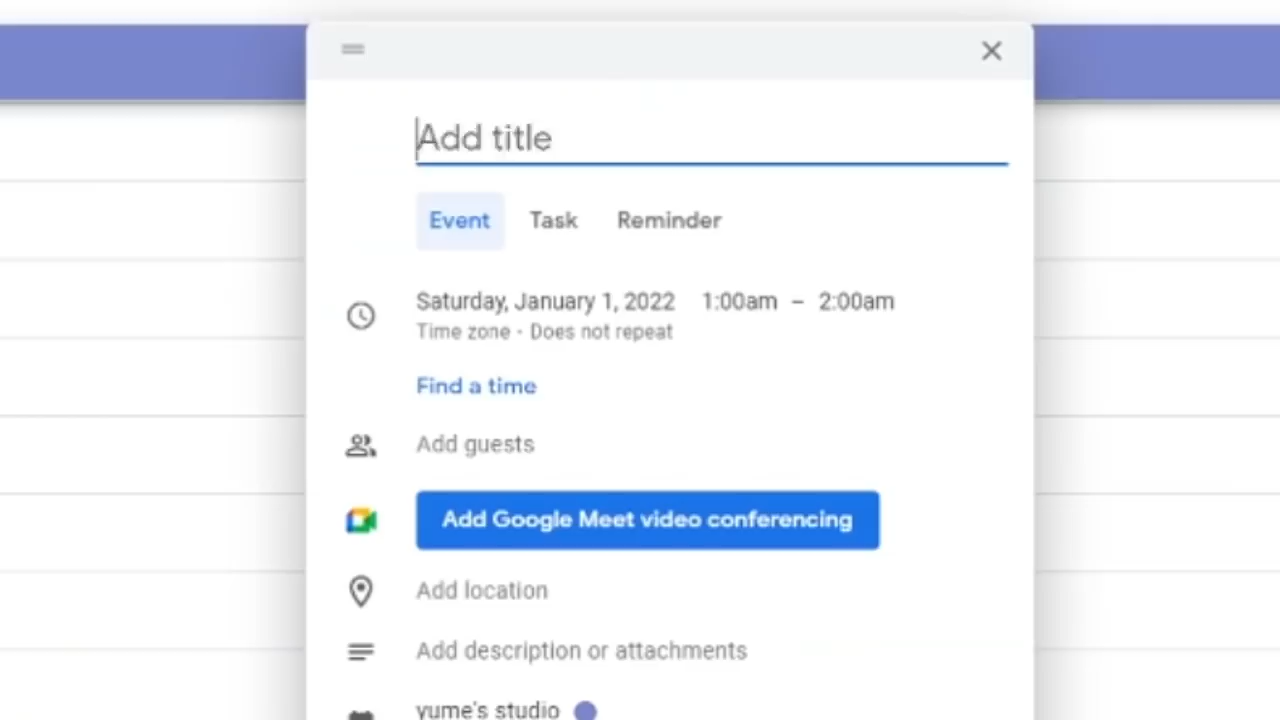 Add title
Event Task Reminder
Saturday, January 1, 2022 1:00am – 2:00am
Time zone - Does not repeat
Find a time
Add guests
Add Google Meet video conferencing
Add location
Add description or attachments
yume's studio